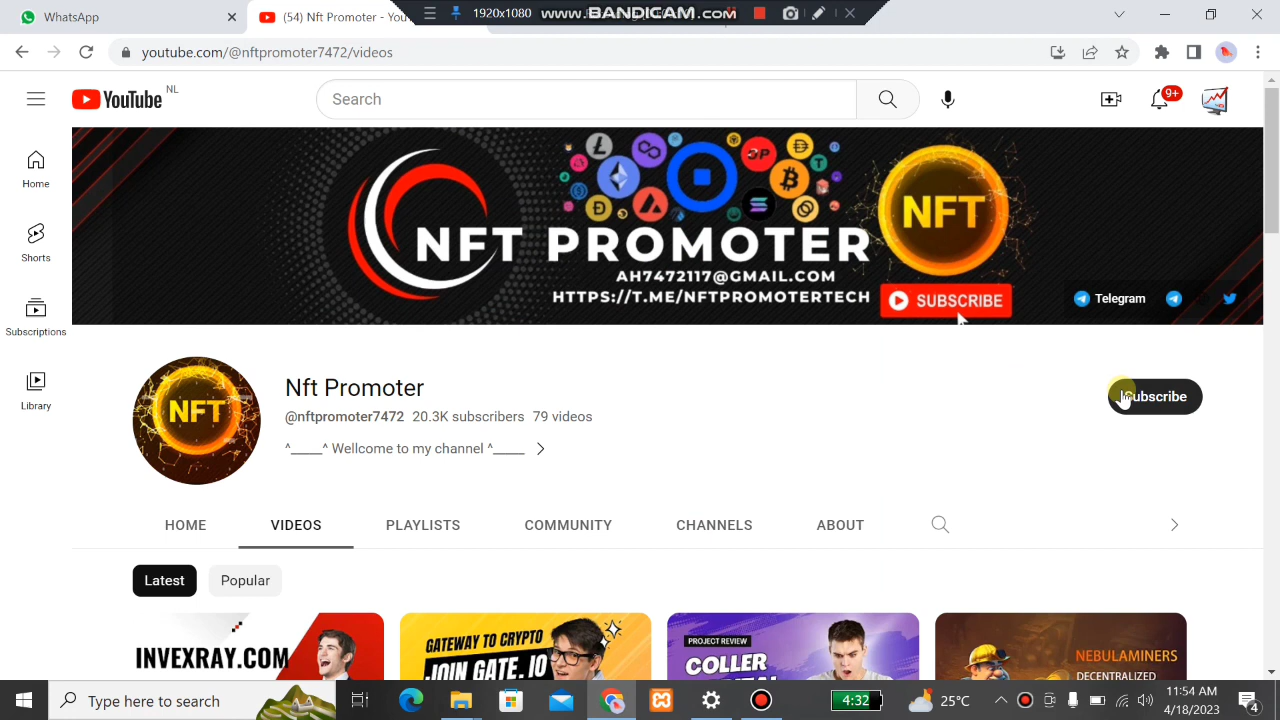 WhatsApp
(54) Nft Promoter - You
1920x1080
www.BANDICAM.com
youtube.com/@nftpromoter7472/videos
YouTube
NL
Search
9+
Home
Shorts
Subscriptions
Library
NFT PROMOTER
AH7472117@GMAIL.COM
HTTPS://T.ME/NFTPROMOTERTECH
NFT
SUBSCRIBE
Telegram
NFT
Nft Promoter
@nftpromoter7472 20.3K subscribers 79 videos
^_____^ Wellcome to my channel ^_____
Subscribe
HOME
VIDEOS
PLAYLISTS
COMMUNITY
CHANNELS
ABOUT
Latest
Popular
INVEXRAY.COM
GATEWAY TO CRYPTO
JOIN GATE.IO
PROJECT REVIEW
COLLER
NEBULAMINERS
DECENTRALIZED
Type here to search
4:32
25°C
11:54 AM
4/18/2023
4